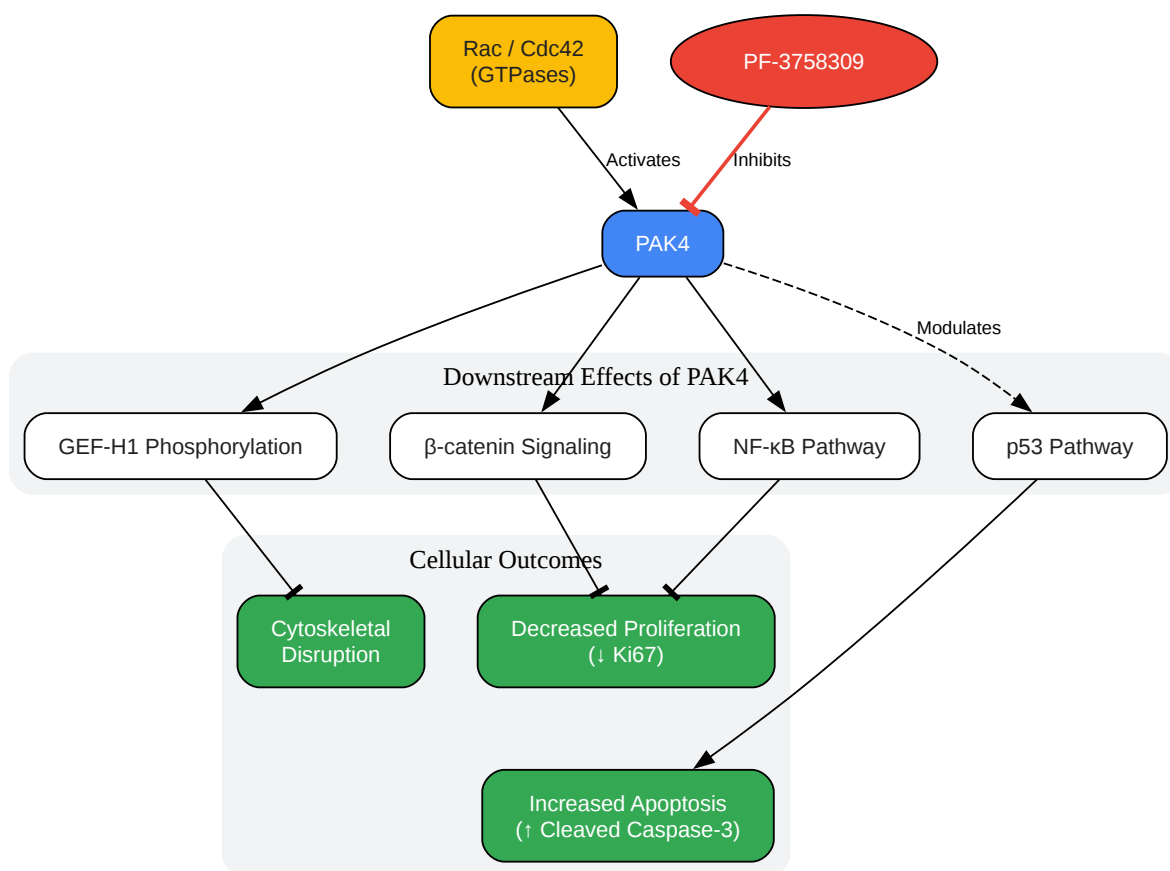 Rac / Cdc42
(GTPases)
PF-3758309
Activates
Inhibits
PAK4
Modulates
Downstream Effects of PAK4
GEF-H1 Phosphorylation
β-catenin Signaling
NF-κB Pathway
p53 Pathway
Cellular Outcomes
Cytoskeletal
Disruption
Decreased Proliferation
(↓ Ki67)
Increased Apoptosis
(↑ Cleaved Caspase-3)